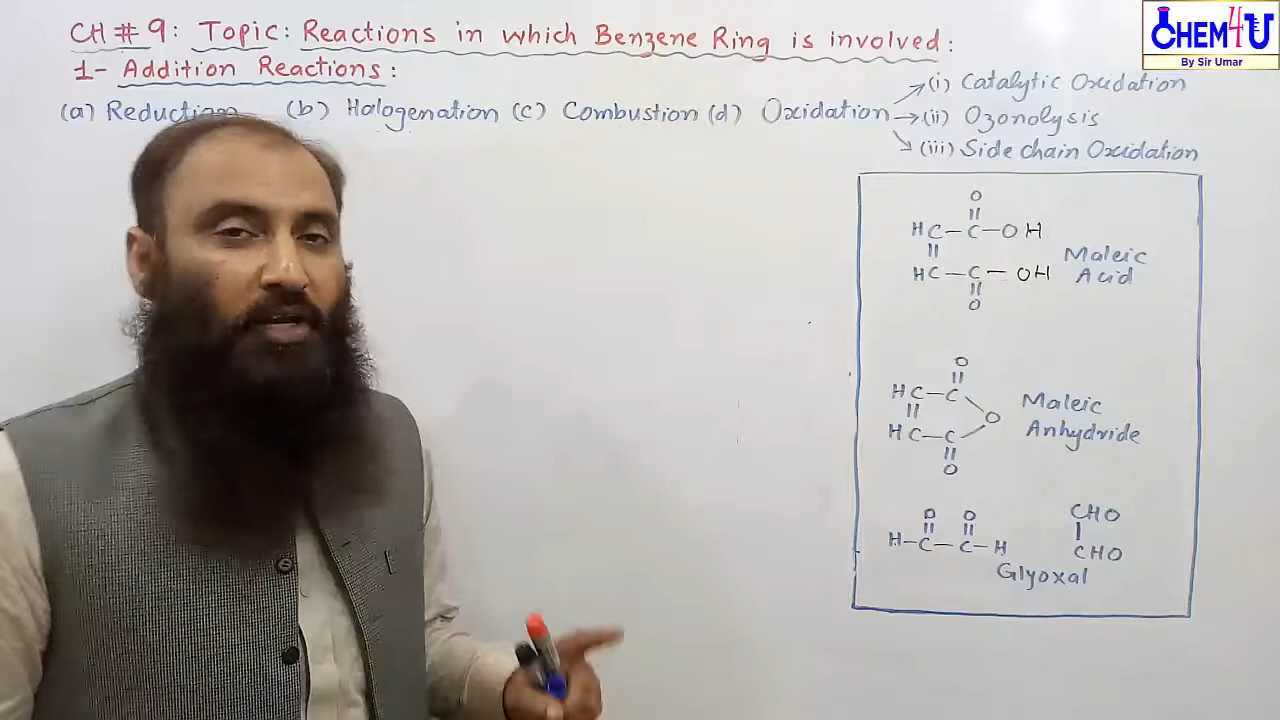 CH # 9: Topic: Reactions in which Benzene Ring is involved:
1- Addition Reactions:
(a) Reduction (b) Halogenation (c) Combustion (d) Oxidation
(i) Catalytic Oxidation
(ii) Ozonolysis
(iii) Side chain Oxidation
O
||
HC-C-OH
||
HC-C-OH
||
O
Maleic
Acid
O
||
HC-C
|| O
HC-C
||
O
Maleic
Anhydride
O O
|| ||
H-C-C-H
CHO
|
CHO
Glyoxal
CHEM4U
By Sir Umar